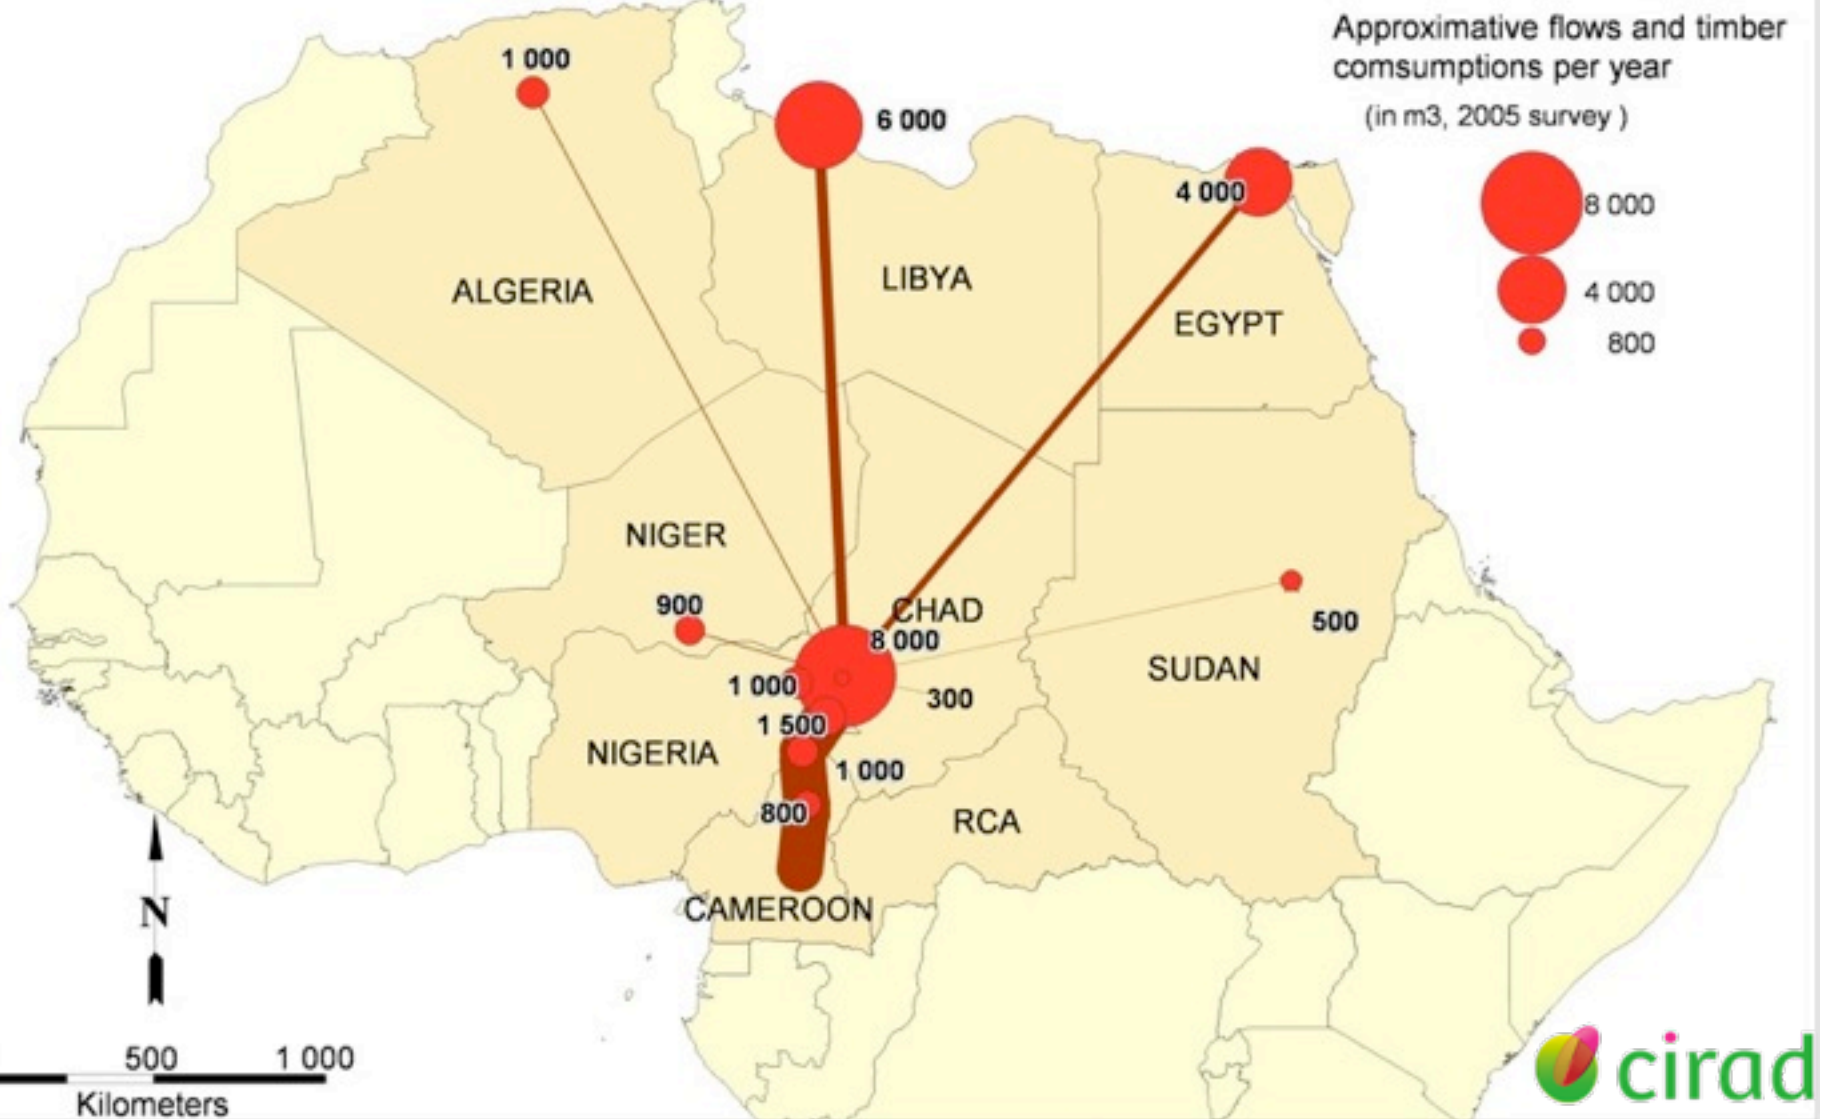 Approximative flows and timber
comsumptions per year
(in m3, 2005 survey )
8 000
4 000
800
1 000
6 000
4 000
ALGERIA
LIBYA
EGYPT
NIGER
900
CHAD
8 000
500
SUDAN
1 000
300
1 500
NIGERIA
1 000
800
RCA
CAMEROON
N
500 1 000
Kilometers
cirad